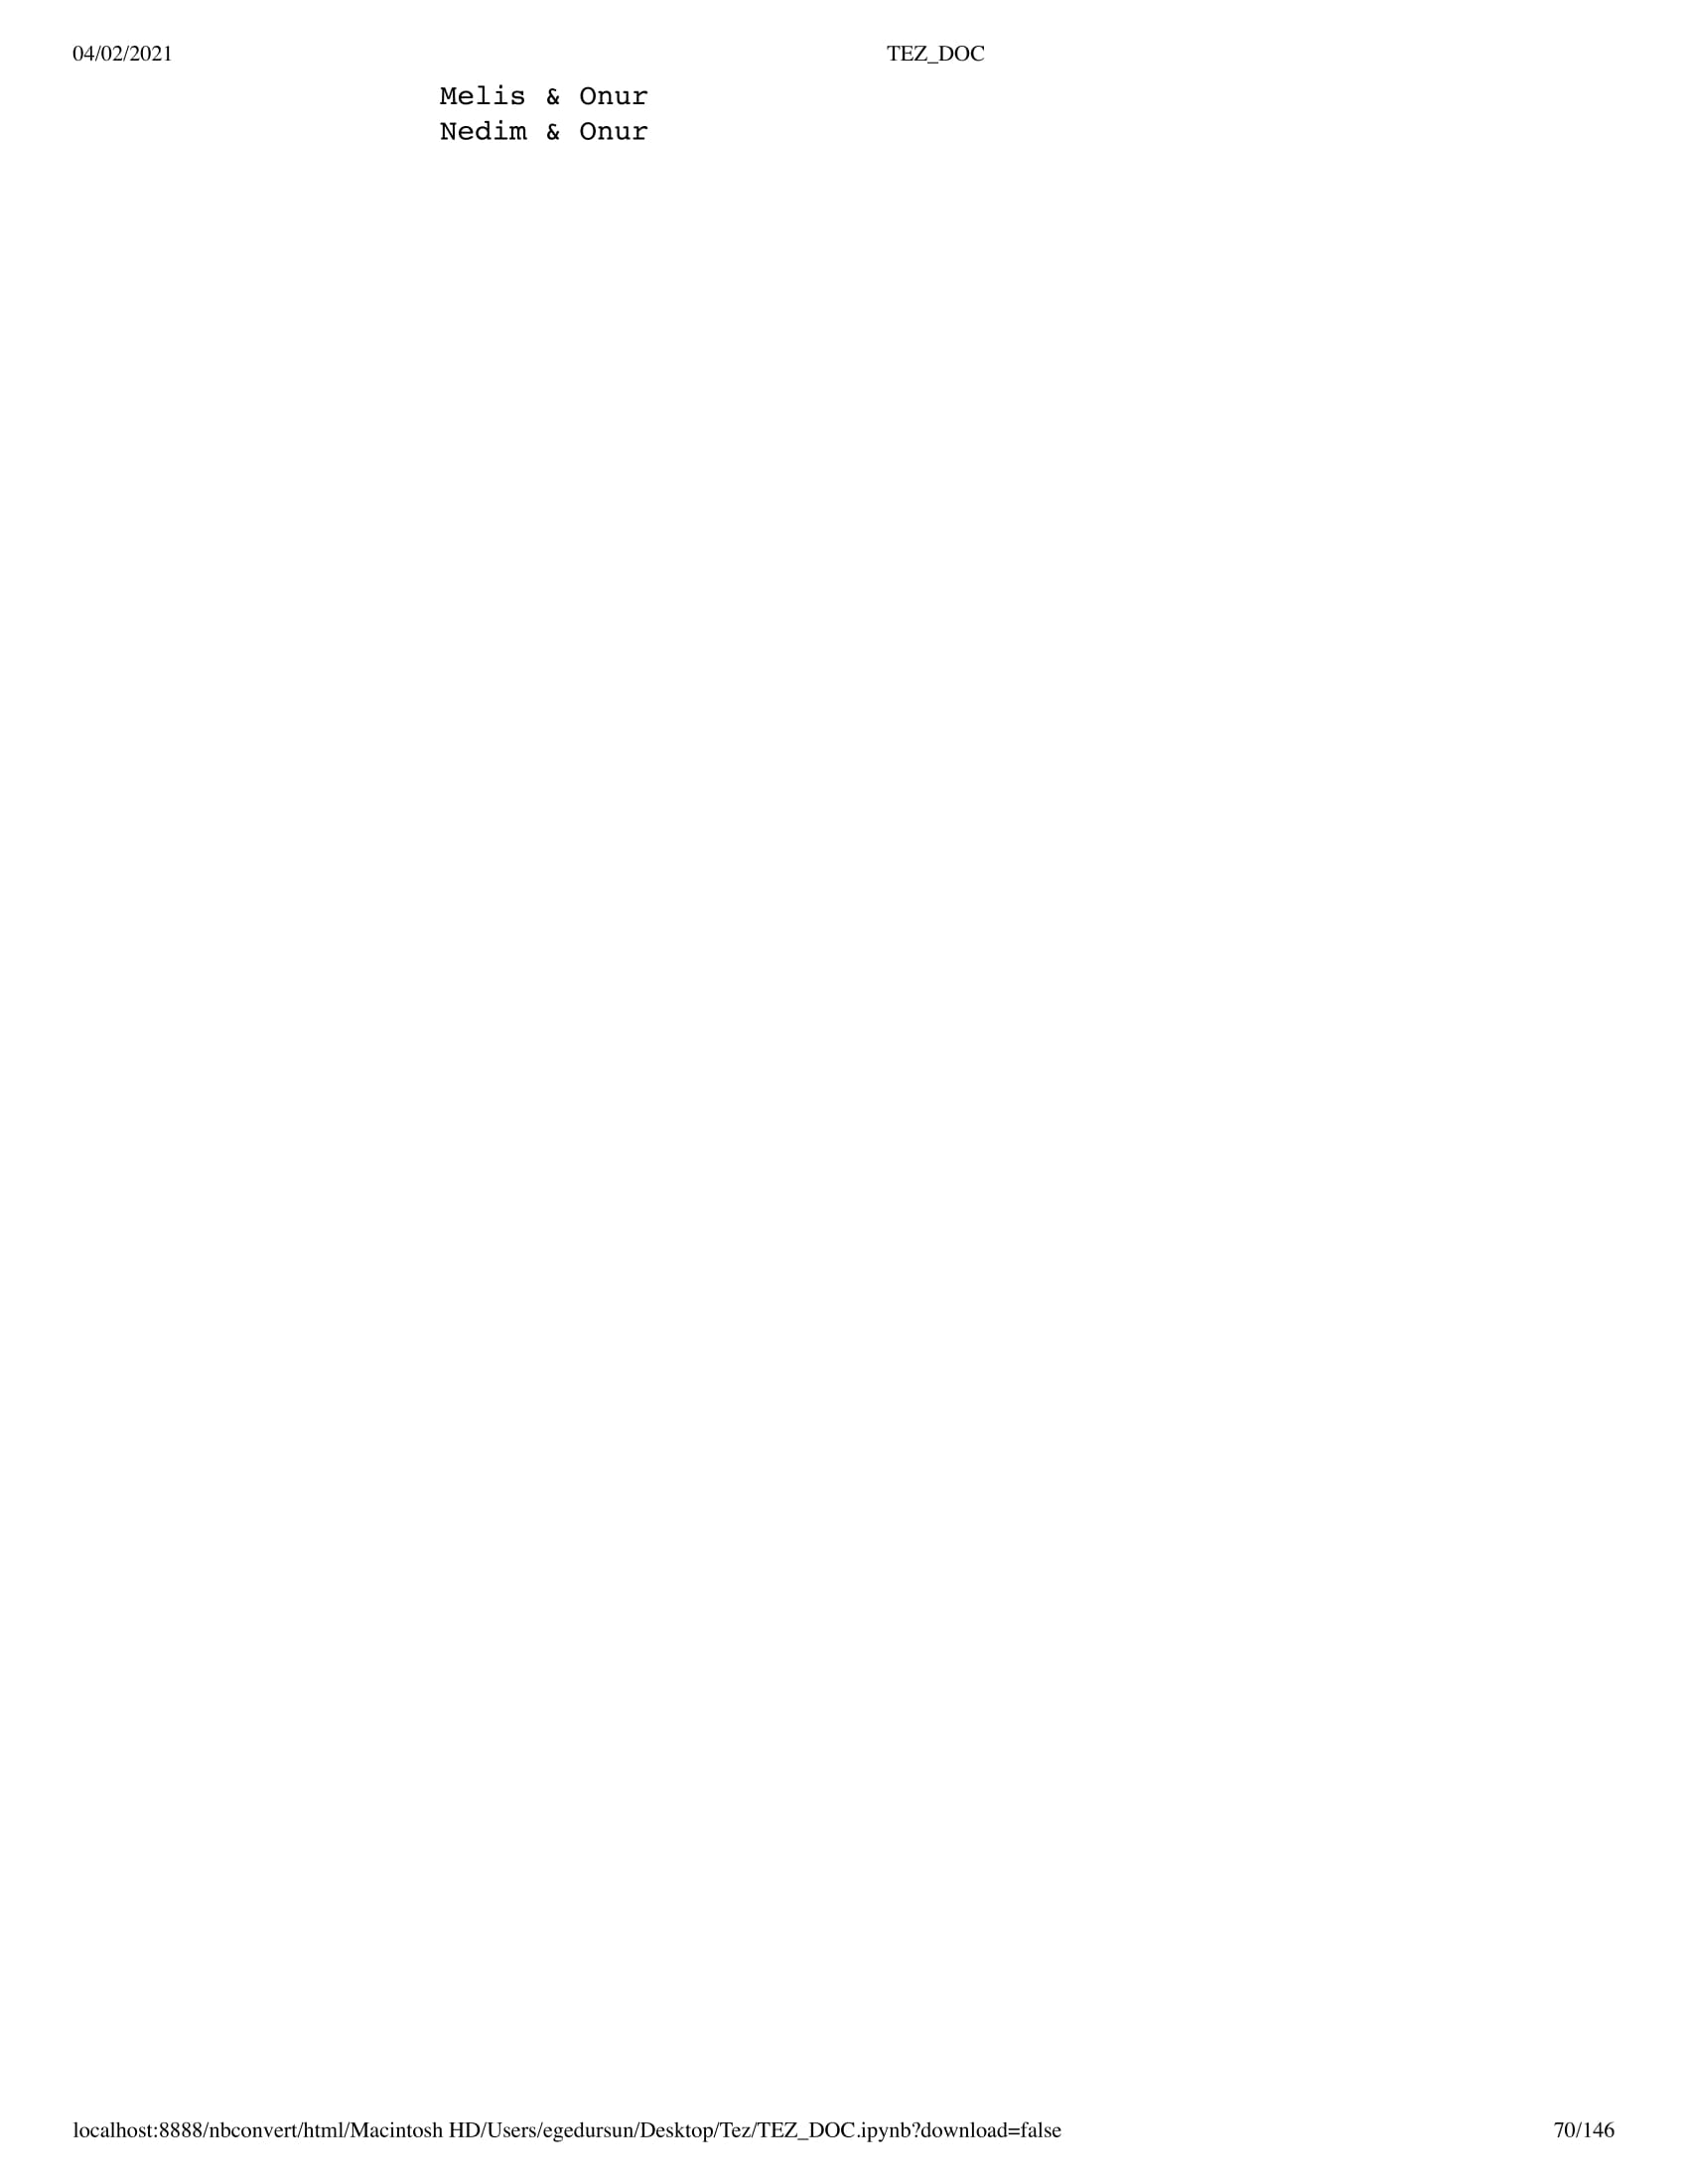 04/02/2021 TEZ_DOC
Melis & Onur
Nedim & Onur
localhost:8888/nbconvert/html/Macintosh HD/Users/egedursun/Desktop/Tez/TEZ_DOC.ipynb?download=false 70/146